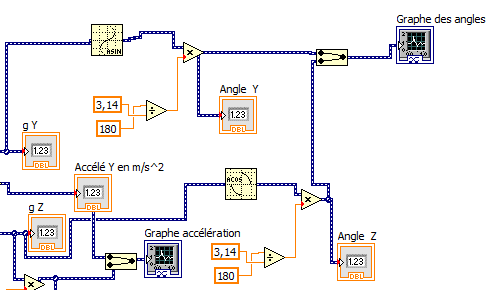 Graphe des angles
ASIN
3,14
180
Angle Y
1.23
DBL
g Y
1.23
DBL
Accélé Y en m/s^2
1.23
DBL
ACOS
g Z
1.23
DBL
Graphe accélération
3,14
180
Angle Z
1.23
DBL